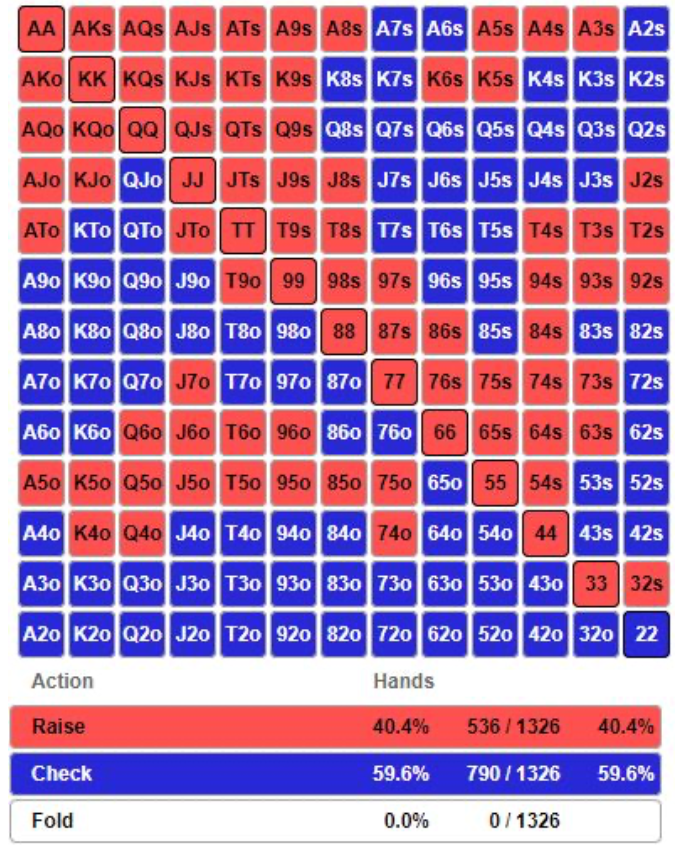 AA AKs AQs AJs ATs A9s A8s A7s A6s A5s A4s A3s A2s
AKo KK KQs KJs KTs K9s K8s K7s K6s K5s K4s K3s K2s
AQo KQo QQ QJs QTs Q9s Q8s Q7s Q6s Q5s Q4s Q3s Q2s
AJo KJo QJo JJ JTs J9s J8s J7s J6s J5s J4s J3s J2s
ATo KTo QTo JTo TT T9s T8s T7s T6s T5s T4s T3s T2s
A9o K9o Q9o J9o T9o 99 98s 97s 96s 95s 94s 93s 92s
A8o K8o Q8o J8o T8o 98o 88 87s 86s 85s 84s 83s 82s
A7o K7o Q7o J7o T7o 97o 87o 77 76s 75s 74s 73s 72s
A6o K6o Q6o J6o T6o 96o 86o 76o 66 65s 64s 63s 62s
A5o K5o Q5o J5o T5o 95o 85o 75o 65o 55 54s 53s 52s
A4o K4o Q4o J4o T4o 94o 84o 74o 64o 54o 44 43s 42s
A3o K3o Q3o J3o T3o 93o 83o 73o 63o 53o 43o 33 32s
A2o K2o Q2o J2o T2o 92o 82o 72o 62o 52o 42o 32o 22
Action Hands
Raise 40.4% 536 / 1326 40.4%
Check 59.6% 790 / 1326 59.6%
Fold 0.0% 0 / 1326